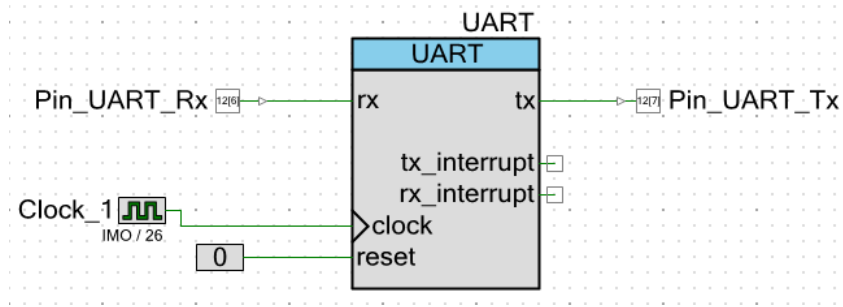 UART
UART
Pin_UART_Rx 12[6] rx tx 12[7] Pin_UART_Tx
tx_interrupt
rx_interrupt
Clock_1
IMO / 26
clock
0 reset